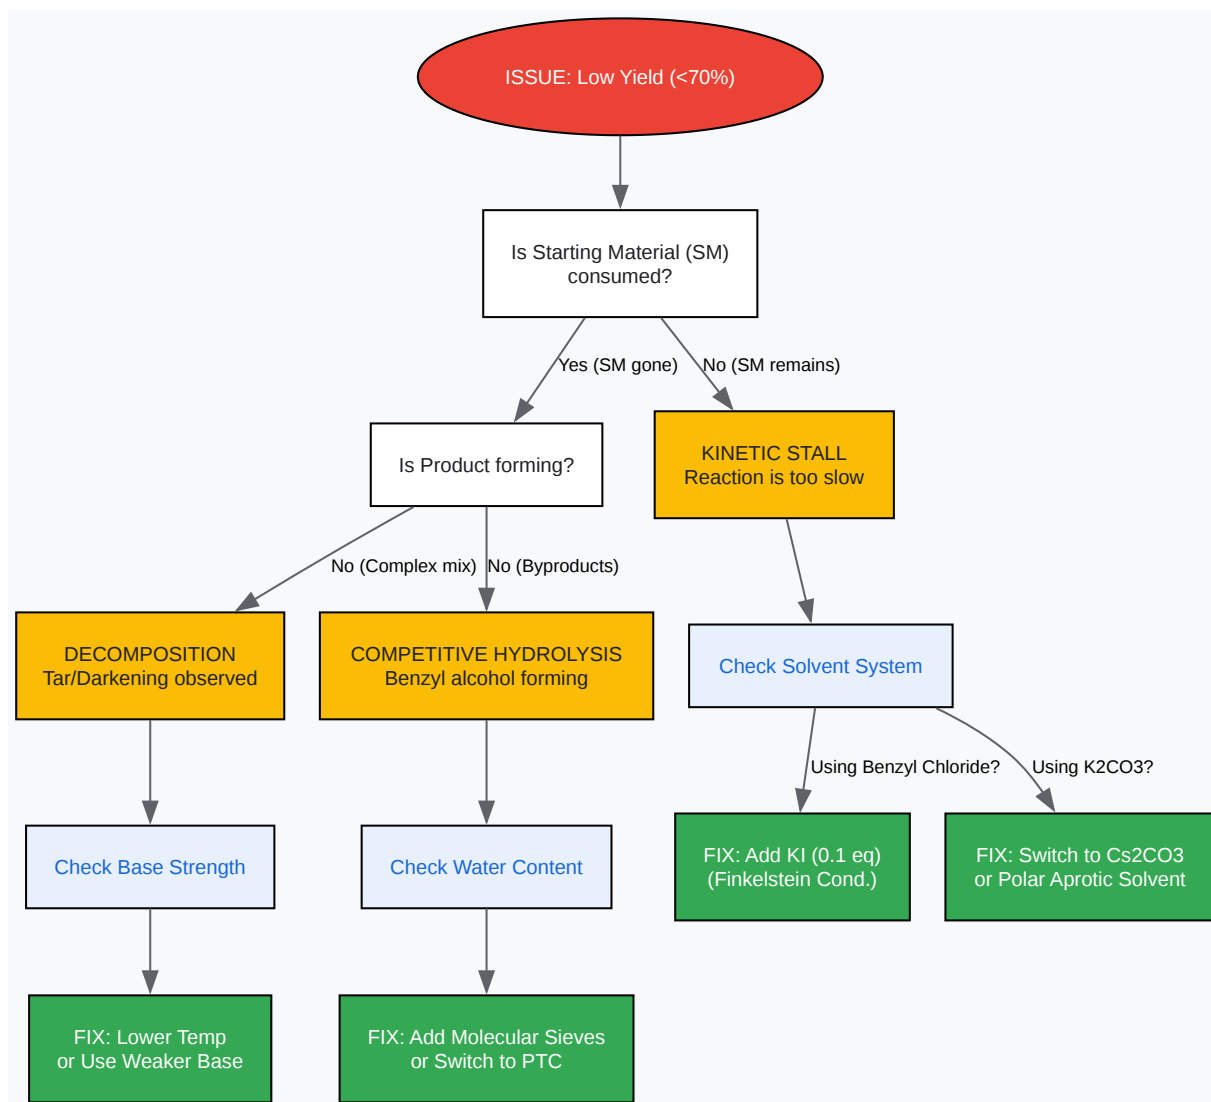 ISSUE: Low Yield (<70%)
Is Starting Material (SM)
consumed?
Yes (SM gone)
No (SM remains)
Is Product forming?
KINETIC STALL
Reaction is too slow
No (Complex mix)
No (Byproducts)
DECOMPOSITION
Tar/Darkening observed
COMPETITIVE HYDROLYSIS
Benzyl alcohol forming
Check Solvent System
Using Benzyl Chloride?
Using K2CO3?
Check Base Strength
Check Water Content
FIX: Add KI (0.1 eq)
(Finkelstein Cond.)
FIX: Switch to Cs2CO3
or Polar Aprotic Solvent
FIX: Lower Temp
or Use Weaker Base
FIX: Add Molecular Sieves
or Switch to PTC